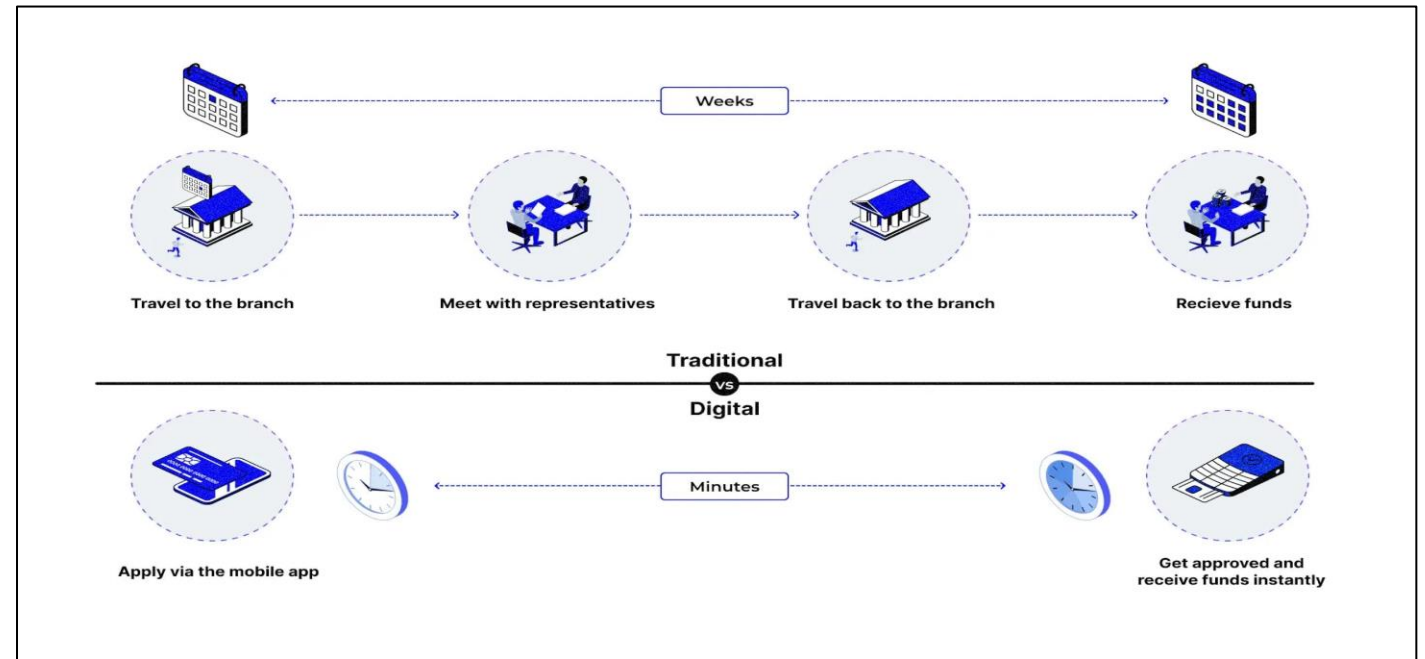 Weeks
Travel to the branch
Meet with representatives
Travel back to the branch
Recieve funds
Traditional
vs
Digital
Minutes
Apply via the mobile app
Get approved and
receive funds instantly